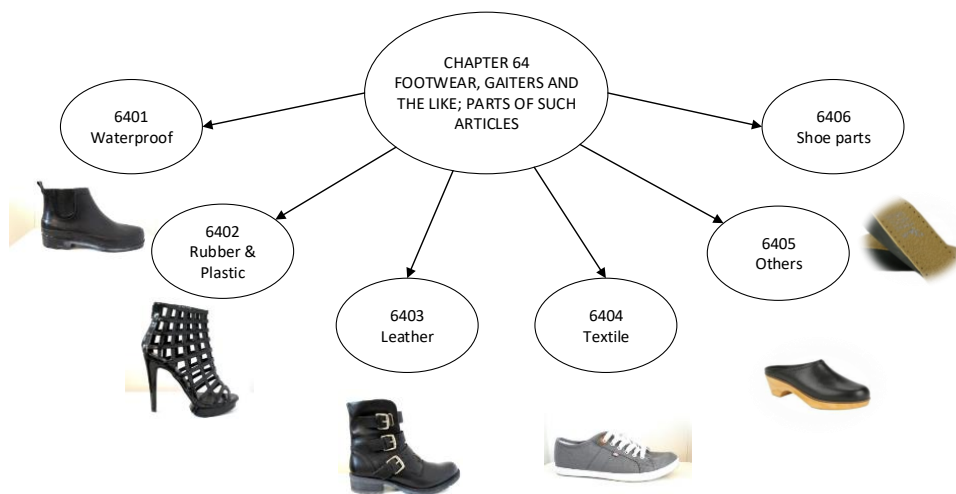 CHAPTER 64
FOOTWEAR, GAITERS AND
THE LIKE; PARTS OF SUCH
ARTICLES
6401
Waterproof
6406
Shoe parts
6402
Rubber &
Plastic
6405
Others
6403
Leather
6404
Textile